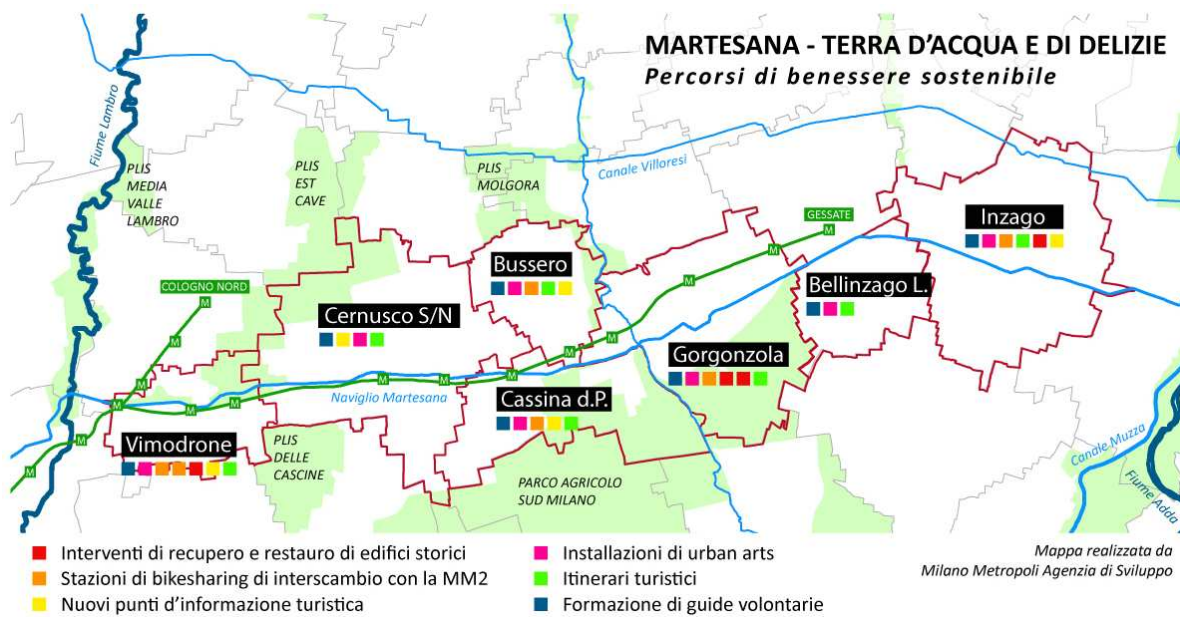 MARTESANA - TERRA D'ACQUA E DI DELIZIE
Percorsi di benessere sostenibile
Fiume Lambro
PLIS
MEDIA
VALLE
LAMBRO
PLIS
EST
CAVE
PLIS
MOLGORA
Canale Villoresi
GESSATE
M
M
M
Inzago
Bussero
Bellinzago L.
COLOGNO NORD
M
M
M
Cernusco S/N
Gorgonzola
M
M
M
M
M
M
M
M
M
M
M
Naviglio Martesana
Cassina d.P.
Vimodrone
PLIS
DELLE
CASCINE
PARCO AGRICOLO
SUD MILANO
Canale Muzza
Fiume Adda
Interventi di recupero e restauro di edifici storici
Stazioni di bikesharing di interscambio con la MM2
Nuovi punti d'informazione turistica
Installazioni di urban arts
Itinerari turistici
Formazione di guide volontarie
Mappa realizzata da
Milano Metropoli Agenzia di Sviluppo